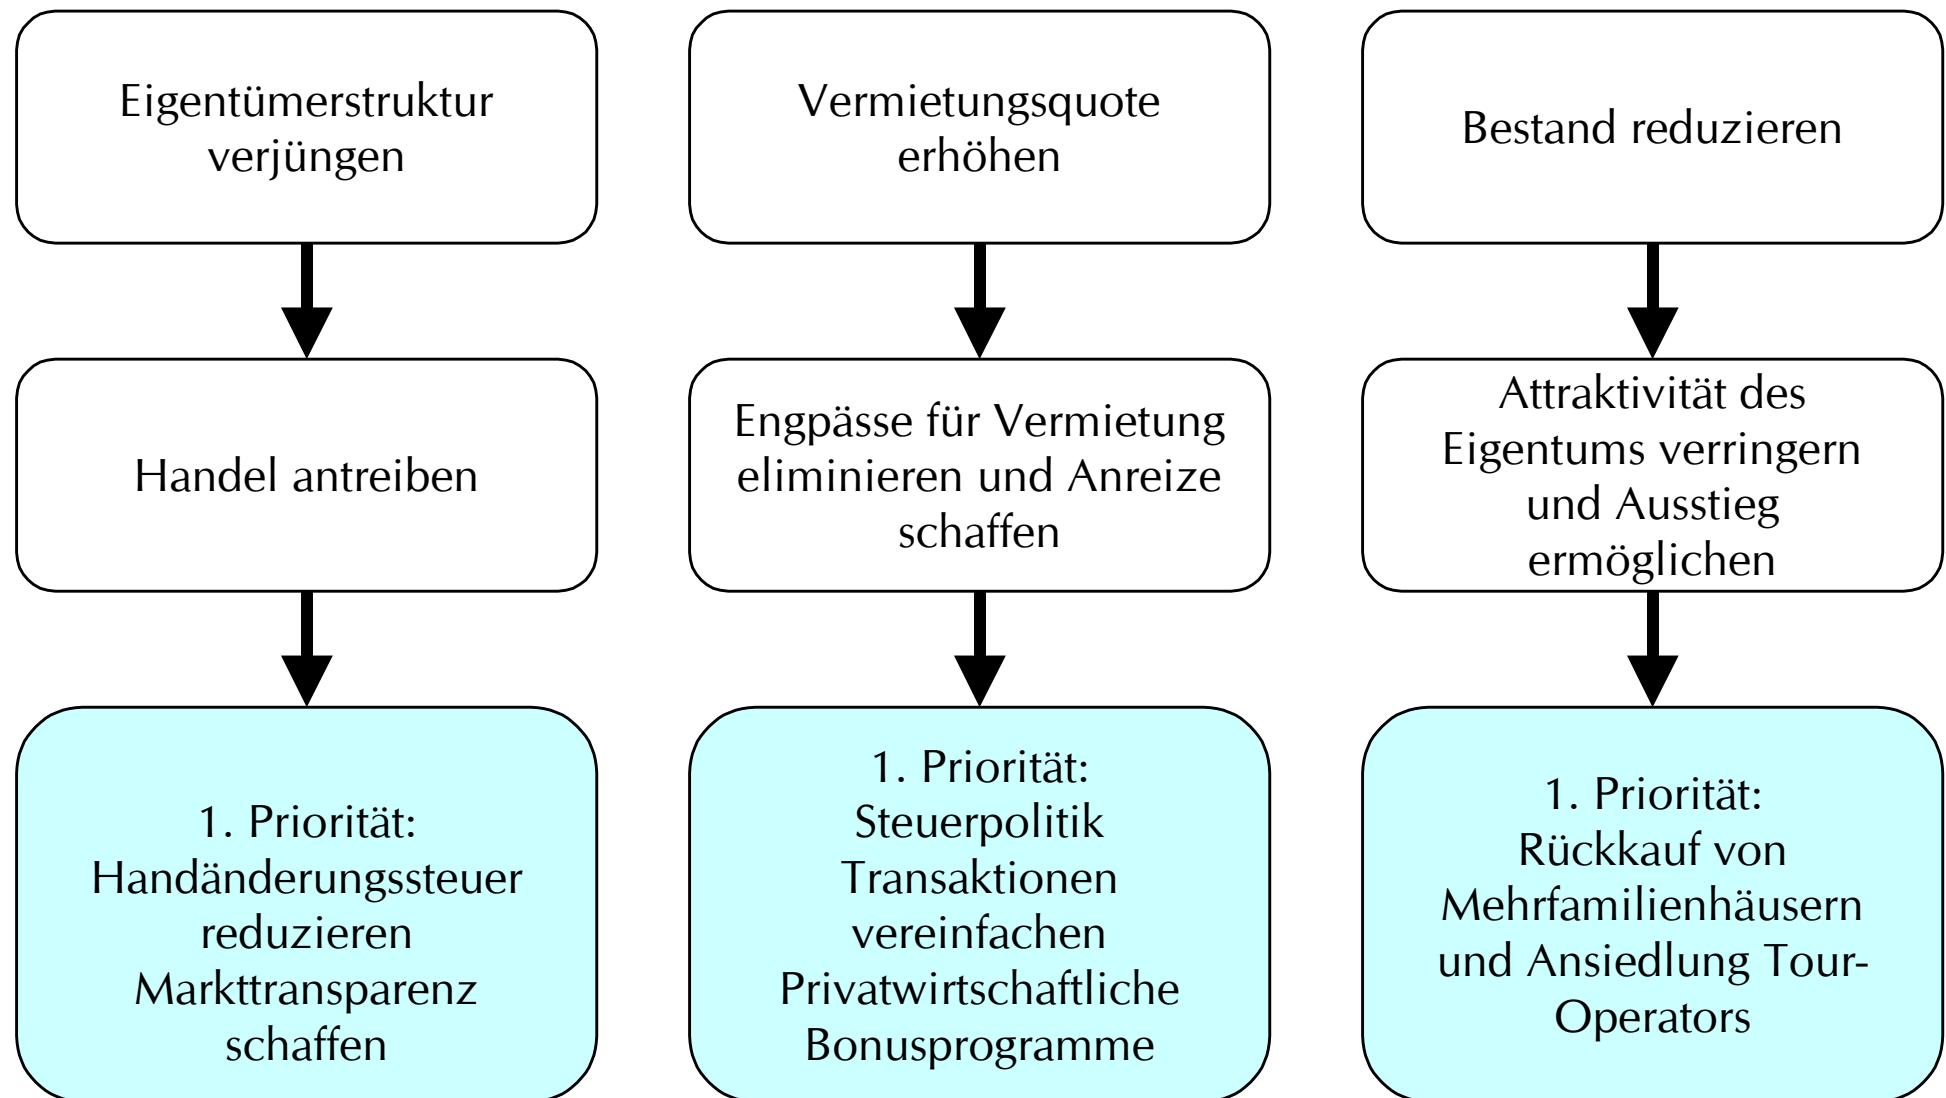 Eigentümerstruktur
verjüngen
Vermietungsquote
erhöhen
Bestand reduzieren
Handel antreiben
Engpässe für Vermietung
eliminieren und Anreize
schaffen
Attraktivität des
Eigentums verringern
und Ausstieg
ermöglichen
1. Priorität:
Handänderungssteuer
reduzieren
Markttransparenz
schaffen
1. Priorität:
Steuerpolitik
Transaktionen
vereinfachen
Privatwirtschaftliche
Bonusprogramme
1. Priorität:
Rückkauf von
Mehrfamilienhäusern
und Ansiedlung Tour-
Operators